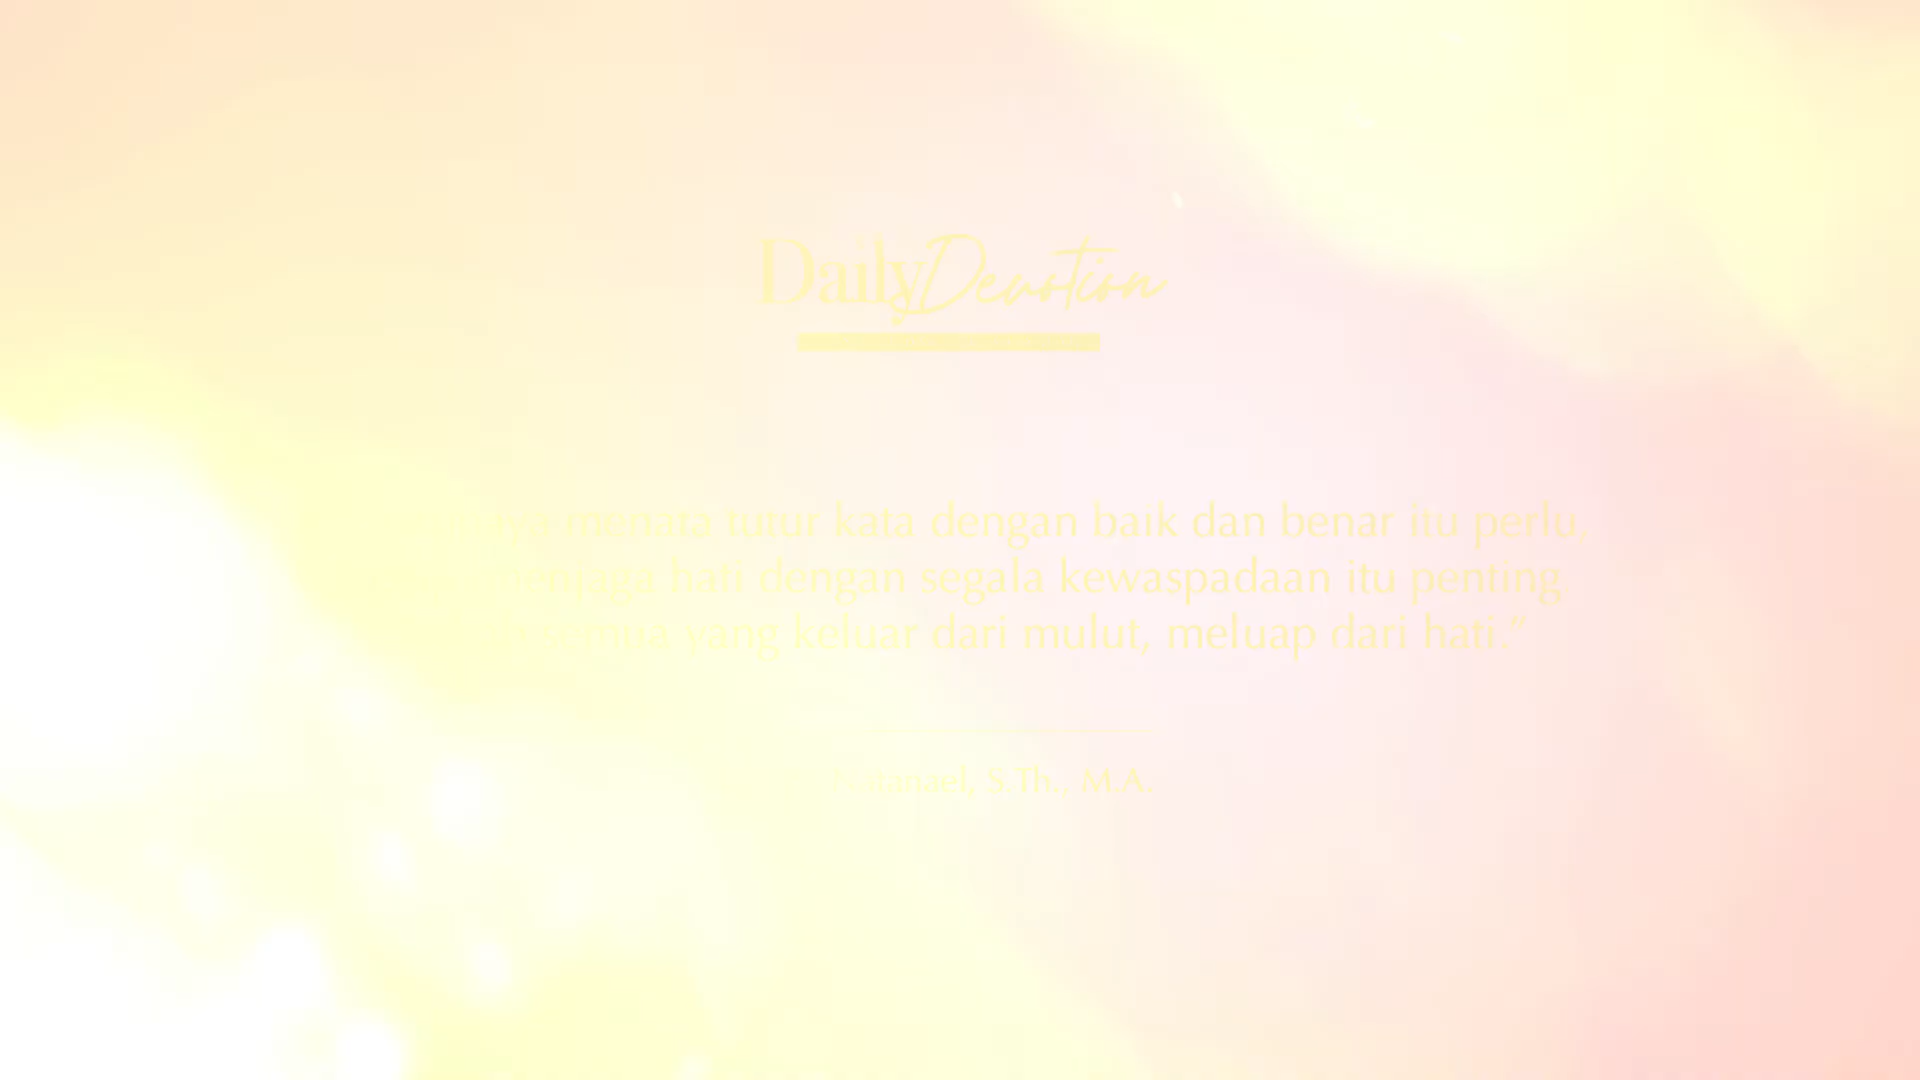 Daily Devotion
menata tutur kata dengan baik dan benar itu perlu,
menjaga hati dengan segala kewaspadaan itu penting
semua yang keluar dari mulut, meluap dari hati.”
S.Th., M.A.